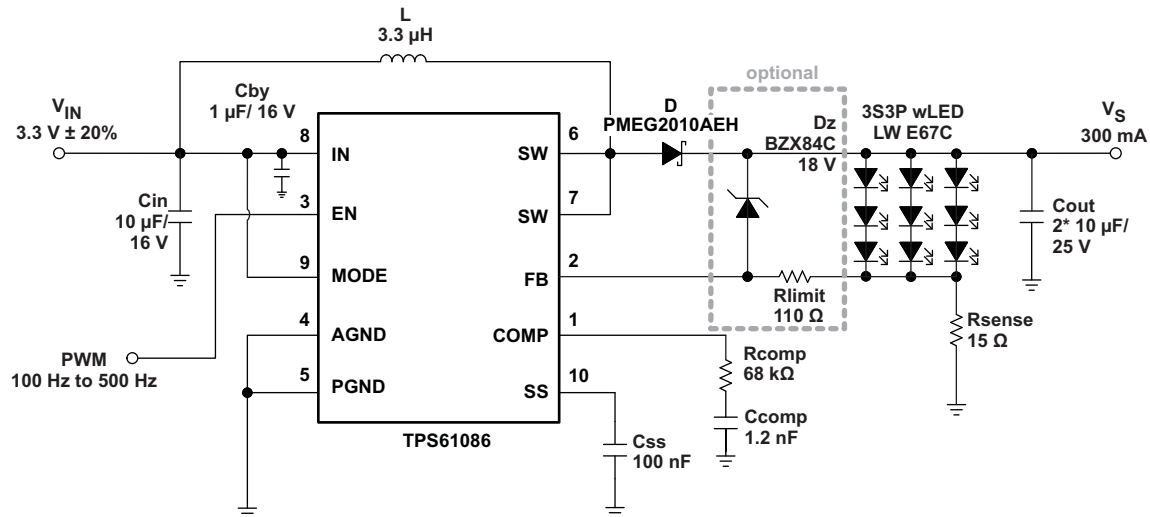 L
3.3 µH
optional
VIN
3.3 V ± 20%
Cby
1 µF/ 16 V
D
PMEG2010AEH
Dz
BZX84C
18 V
3S3P wLED
LW E67C
VS
300 mA
8
IN
6
SW
Cin
10 µF/
16 V
3
EN
7
SW
Cout
2* 10 µF/
25 V
9
MODE
2
FB
Rlimit
110 Ω
4
AGND
1
COMP
Rsense
15 Ω
PWM
100 Hz to 500 Hz
5
PGND
10
SS
Rcomp
68 kΩ
Ccomp
1.2 nF
TPS61086
Css
100 nF